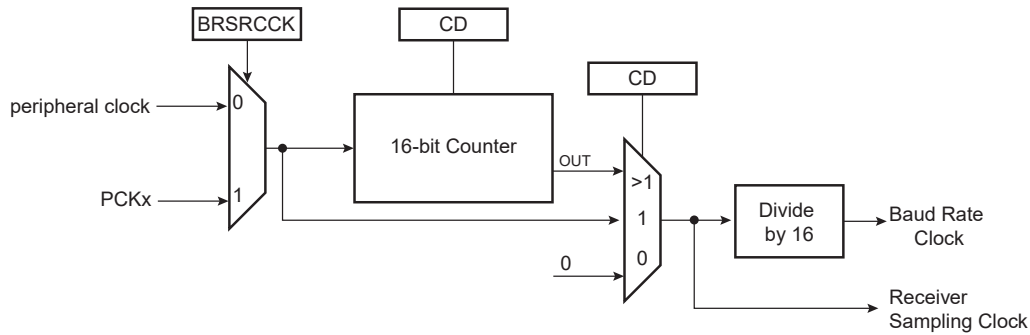 BRSRCCK
CD
CD
peripheral clock
0
16-bit Counter
OUT
>1
PCKx
1
1
Divide
by 16
Baud Rate
Clock
0
0
Receiver
Sampling Clock